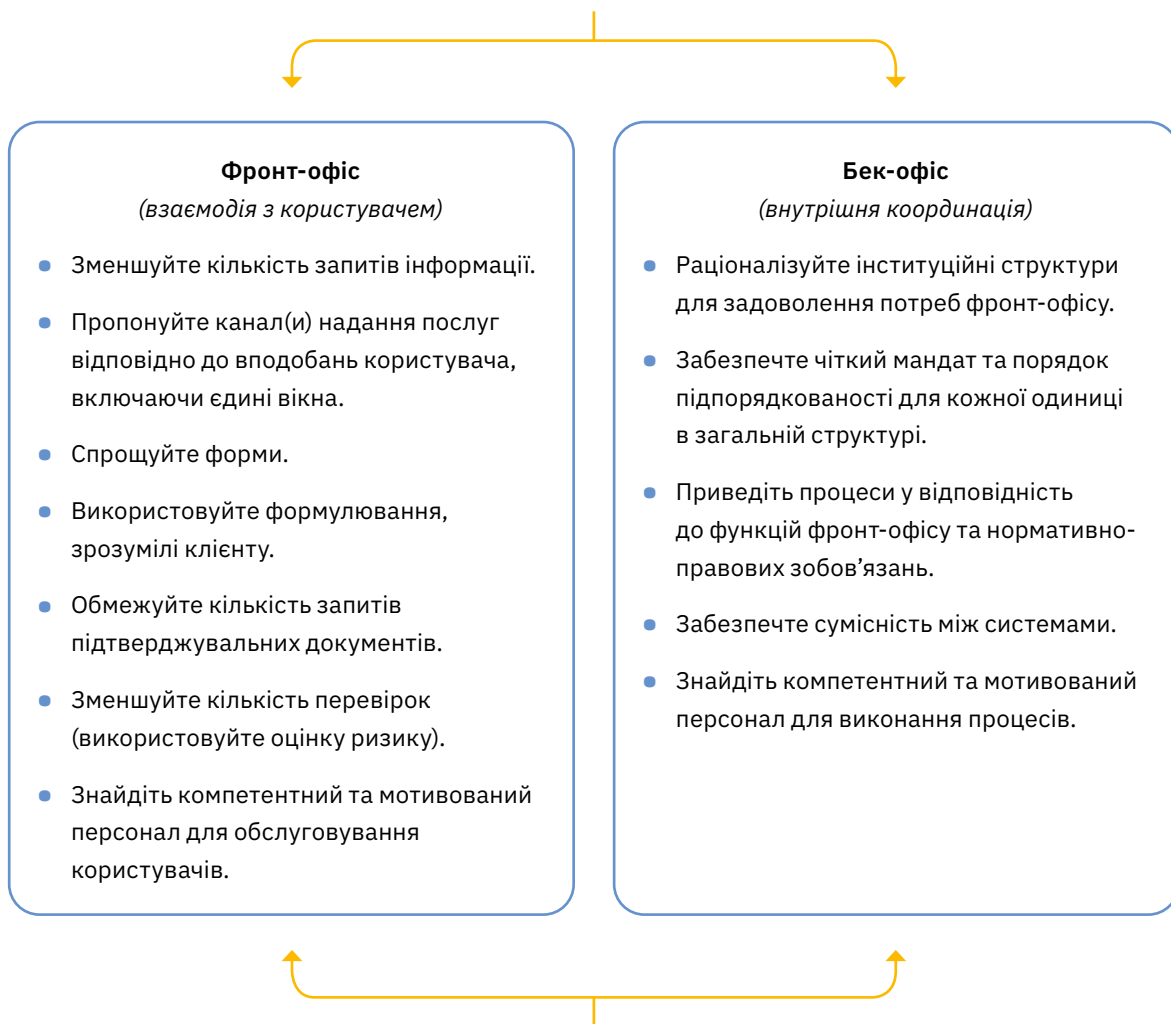 Фронт-офіс
(взаємодія з користувачем)
Зменшуйте кількість запитів інформації.
Пропонуйте канал(и) надання послуг
відповідно до вподобань користувача,
включаючи єдині вікна.
Спрощуйте форми.
Використовуйте формулювання,
зрозумілі клієнту.
Обмежуйте кількість запитів
підтверджувальних документів.
Зменшуйте кількість перевірок
(використовуйте оцінку ризику).
Знайдіть компетентний та мотивований
персонал для обслуговування
користувачів.
Бек-офіс
(внутрішня координація)
Раціоналізуйте інституційні структури
для задоволення потреб фронт-офісу.
Забезпечте чіткий мандат та порядок
підпорядкованості для кожної одиниці
в загальній структурі.
Приведіть процеси у відповідність
до функцій фронт-офісу та нормативно-
правових зобов’язань.
Забезпечте сумісність між системами.
Знайдіть компетентний та мотивований
персонал для виконання процесів.